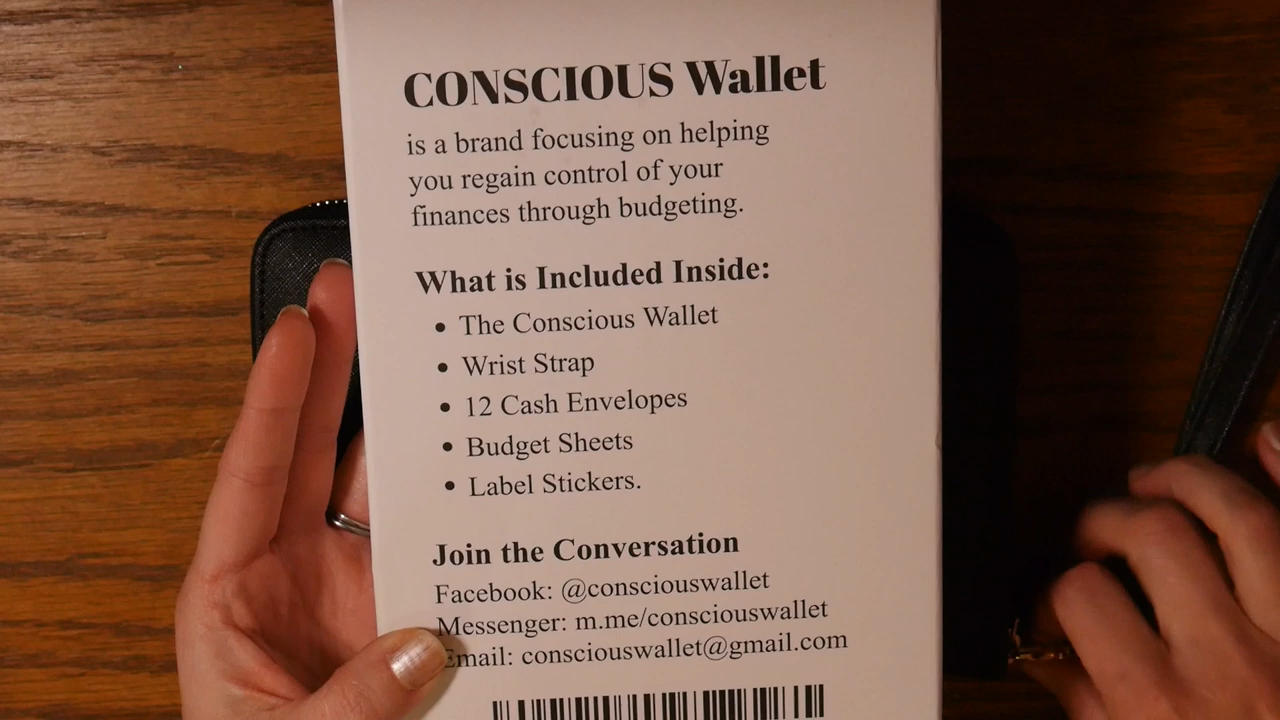 CONSCIOUS Wallet
is a brand focusing on helping
you regain control of your
finances through budgeting.
What is Included Inside:
• The Conscious Wallet
• Wrist Strap
• 12 Cash Envelopes
• Budget Sheets
• Label Stickers.
Join the Conversation
Facebook: @consciouswallet
Messenger: m.me/consciouswallet
Email: consciouswallet@gmail.com